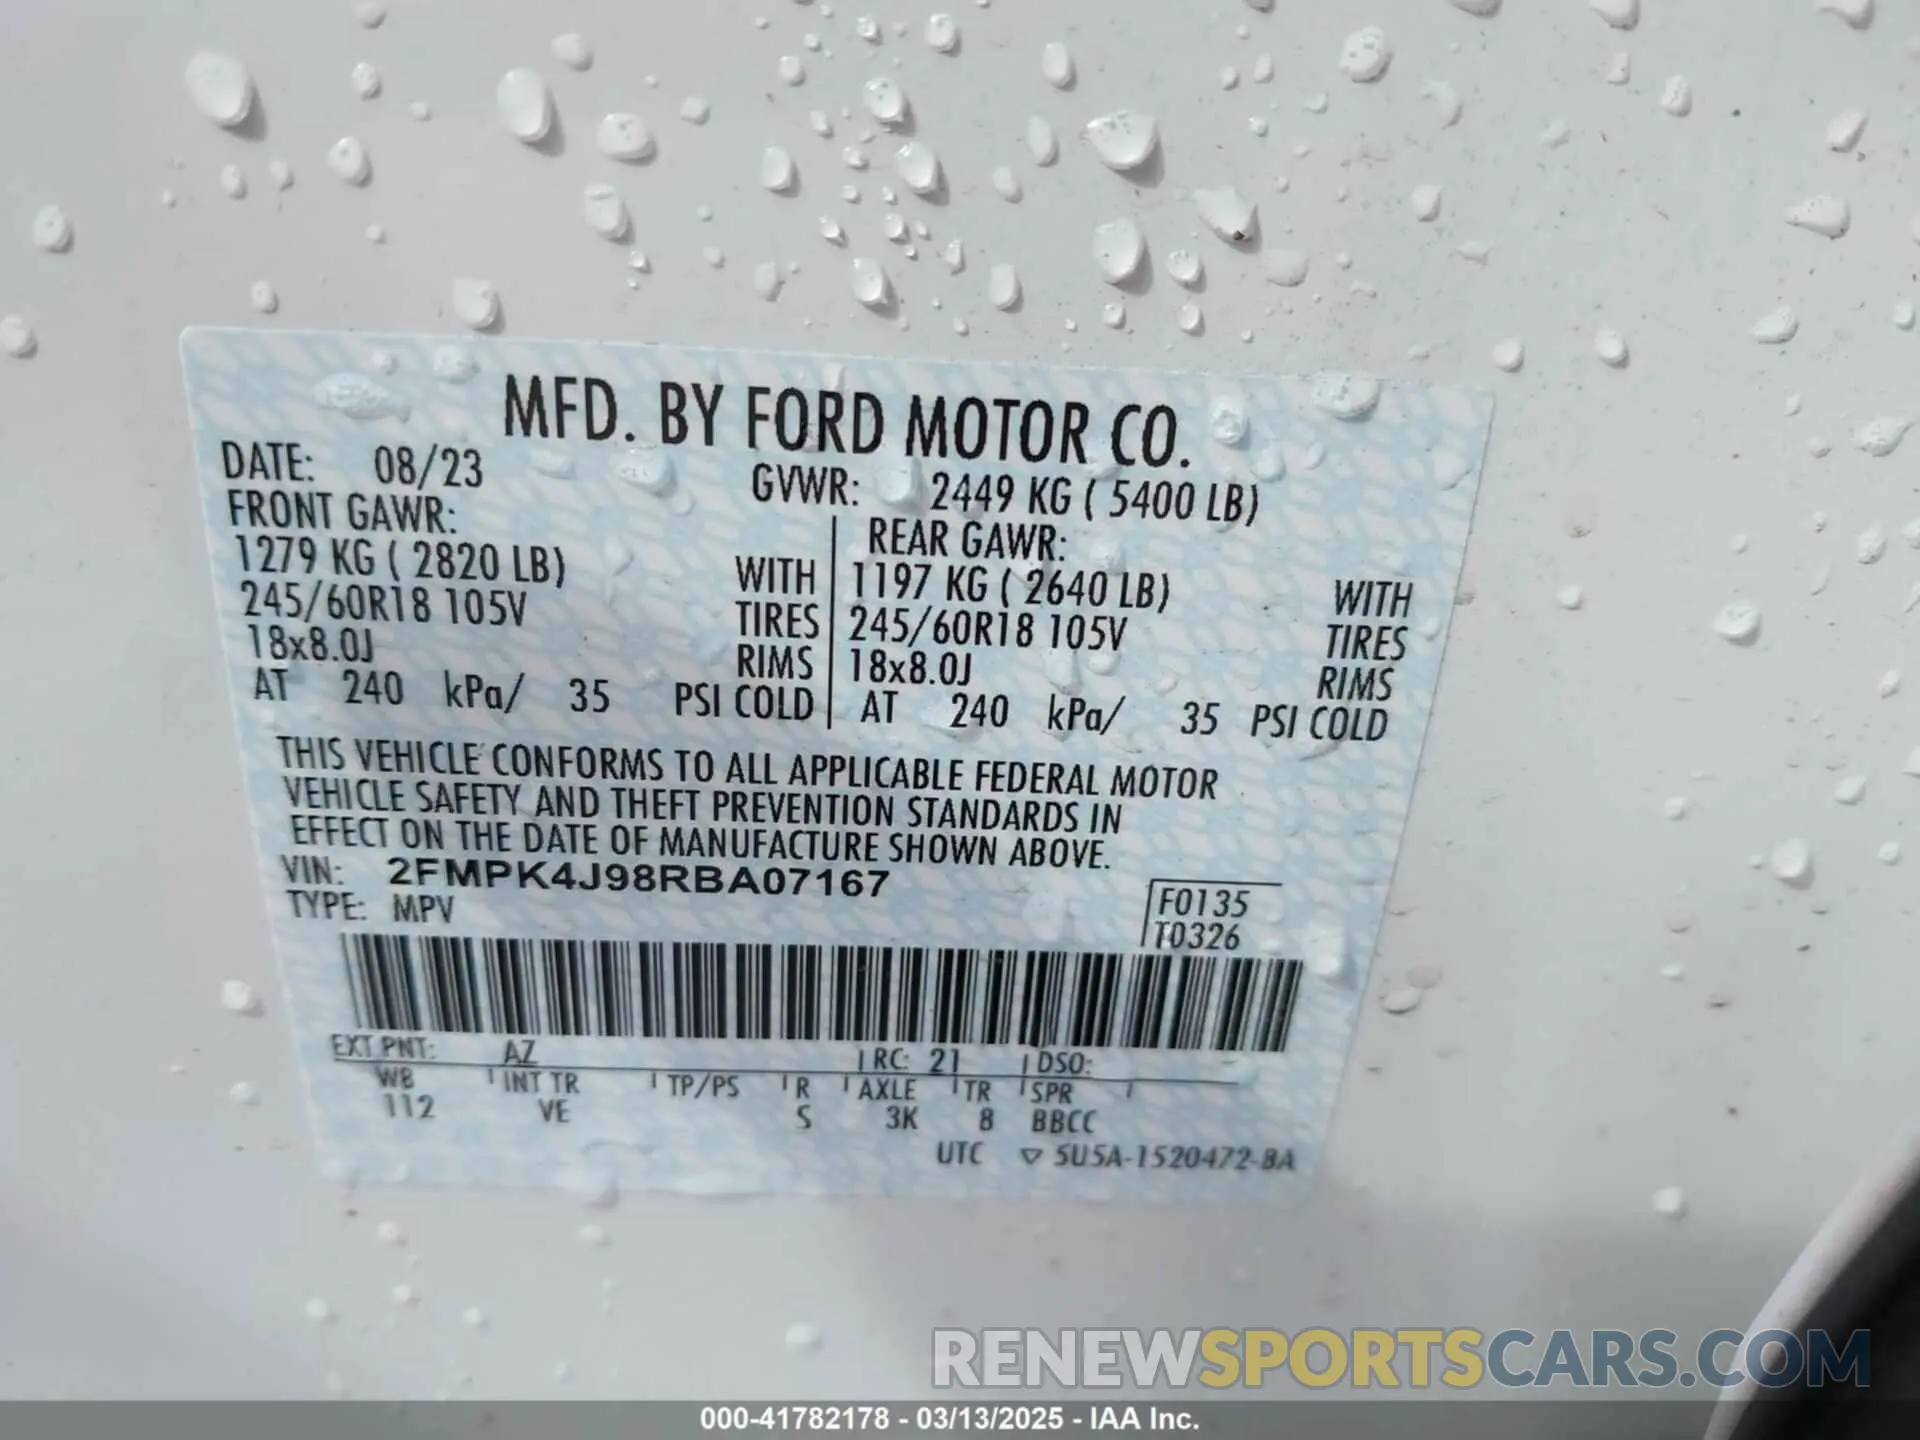 MFD. BY FORD MOTOR CO.
DATE: 08/23 GVWR: 2449 KG ( 5400 LB)
FRONT GAWR: REAR GAWR:
1279 KG ( 2820 LB) WITH 1197 KG ( 2640 LB) WITH
245/60R18 105V TIRES 245/60R18 105V TIRES
18x8.0J RIMS 18x8.0J RIMS
AT 240 kPa/ 35 PSI COLD AT 240 kPa/ 35 PSI COLD
THIS VEHICLE CONFORMS TO ALL APPLICABLE FEDERAL MOTOR
VEHICLE SAFETY AND THEFT PREVENTION STANDARDS IN
EFFECT ON THE DATE OF MANUFACTURE SHOWN ABOVE.
VIN: 2FMPK4J98RBA07167
TYPE: MPV F0135
T0326
EXT PNT: AZ RC: 21 DSO:
WB INT TR TP/PS R AXLE TR SPR
112 VE S 3K 8 BBCC
UTC ▽ 5U5A-1520472-BA
RENEWSPORTSCARS.COM
000-41782178 - 03/13/2025 - IAA Inc.